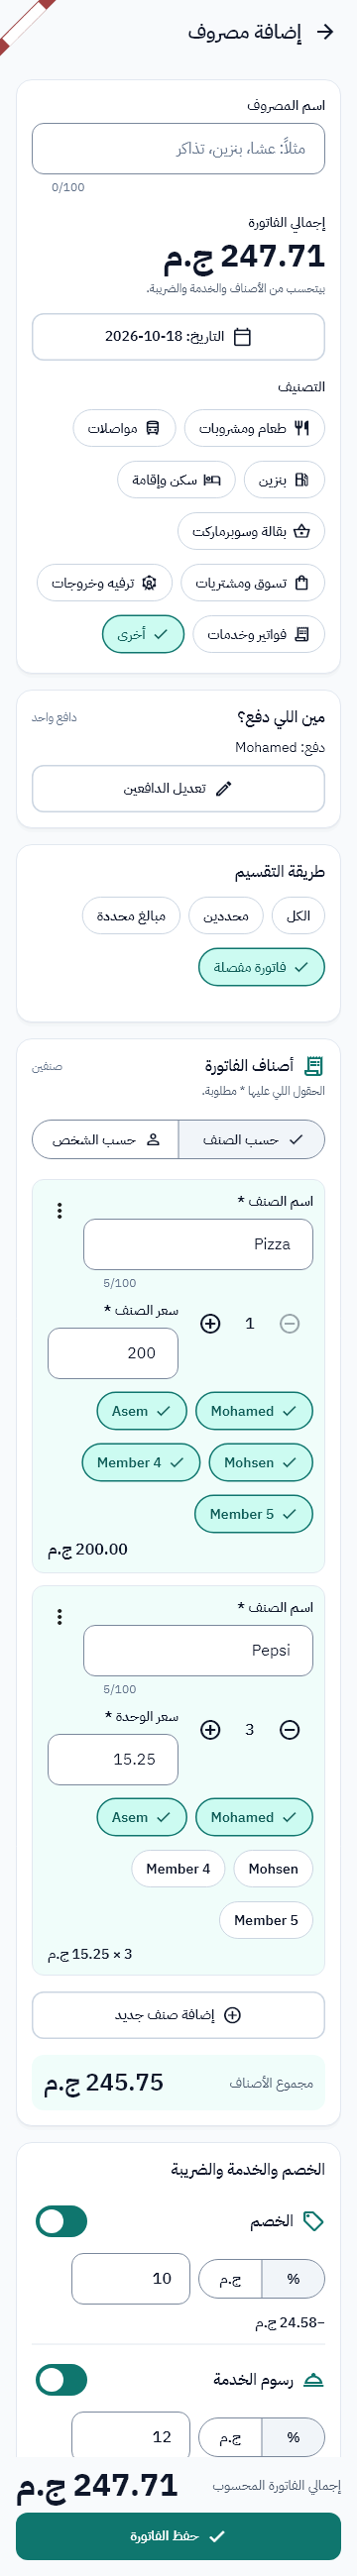 إضافة مصروف
اسم المصروف
مثلاً: عشا، بنزين، تذاكر
0/100
إجمالي الفاتورة
247.71 ج.م
بيتحسب من الأصناف والخدمة والضريبة.
التاريخ: 18-10-2026
التصنيف
طعام ومشروبات
مواصلات
بنزين
سكن وإقامة
بقالة وسوبرماركت
تسوق ومشتريات
ترفيه وخروجات
فواتير وخدمات
أخرى
مين اللي دفع؟
دافع واحد
دفع: Mohamed
تعديل الدافعين
طريقة التقسيم
الكل
محددين
مبالغ محددة
فاتورة مفصلة
أصناف الفاتورة
صنفين
الحقول اللي عليها * مطلوبة.
حسب الصنف
حسب الشخص
اسم الصنف *
Pizza
5/100
سعر الصنف *
1
200
Mohamed
Asem
Mohsen
Member 4
Member 5
200.00 ج.م
اسم الصنف *
Pepsi
5/100
سعر الوحدة *
3
15.25
Mohamed
Asem
Mohsen
Member 4
Member 5
3 × 15.25 ج.م
إضافة صنف جديد
مجموع الأصناف
245.75 ج.م
الخصم والخدمة والضريبة
الخصم
%
ج.م
10
−24.58 ج.م
رسوم الخدمة
%
ج.م
12
إجمالي الفاتورة المحسوب
247.71 ج.م
حفظ الفاتورة